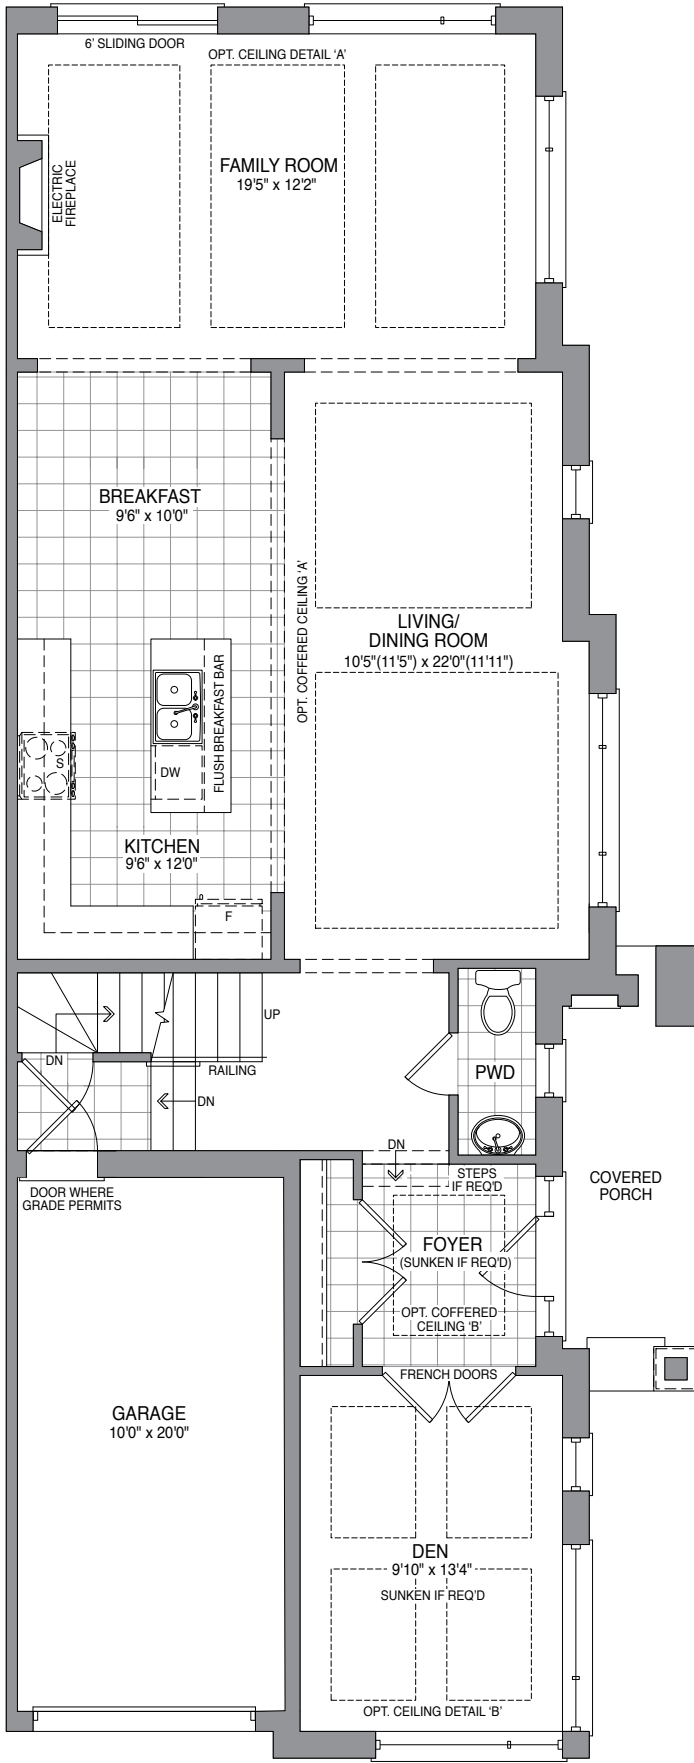 6' SLIDING DOOR
OPT. CEILING DETAIL 'A'
ELECTRIC
FIREPLACE
FAMILY ROOM
19'5" x 12'2"
BREAKFAST
9'6" x 10'0"
OPT. COFFERED CEILING 'A'
LIVING/
DINING ROOM
10'5"(11'5") x 22'0"(11'11")
FLUSH BREAKFAST BAR
S
DW
KITCHEN
9'6" x 12'0"
F
UP
DN
RAILING
DN
PWD
DN
STEPS
IF REQ'D
DOOR WHERE
GRADE PERMITS
COVERED
PORCH
FOYER
(SUNKEN IF REQ'D)
OPT. COFFERED
CEILING 'B'
FRENCH DOORS
GARAGE
10'0" x 20'0"
DEN
9'10" x 13'4"
SUNKEN IF REQ'D
OPT. CEILING DETAIL 'B'